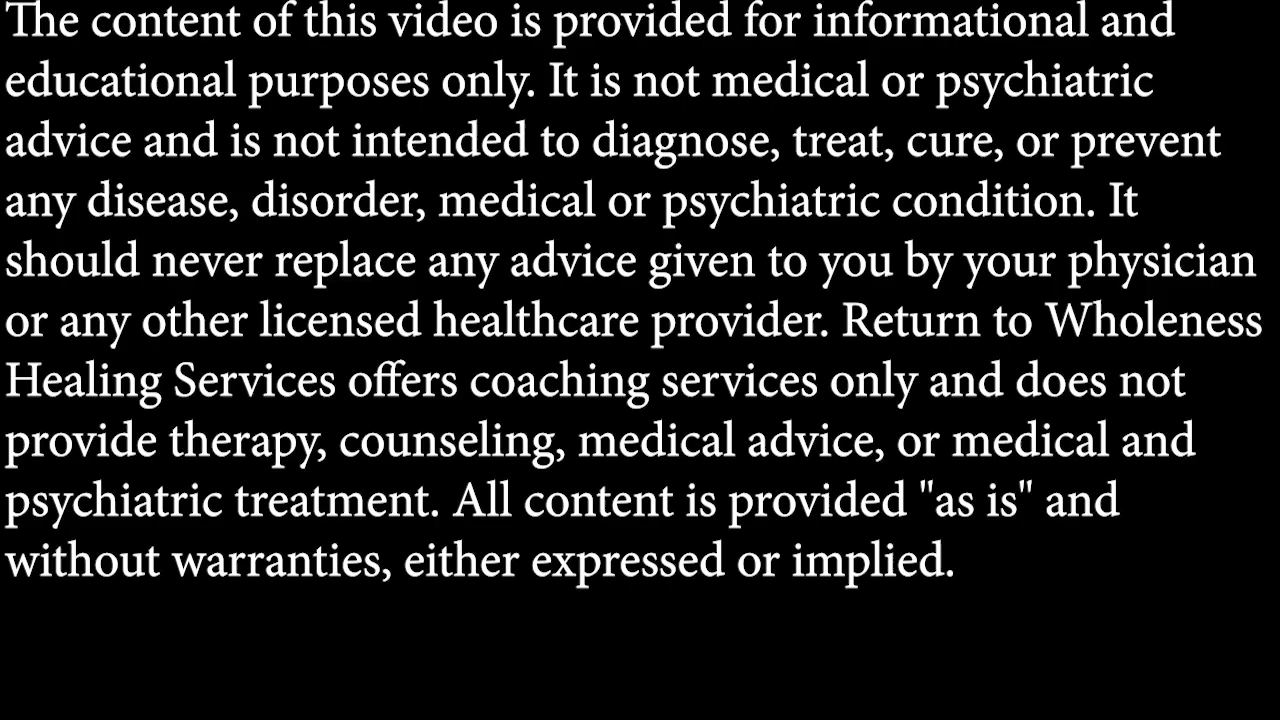 The content of this video is provided for informational and
educational purposes only. It is not medical or psychiatric
advice and is not intended to diagnose, treat, cure, or prevent
any disease, disorder, medical or psychiatric condition. It
should never replace any advice given to you by your physician
or any other licensed healthcare provider. Return to Wholeness
Healing Services offers coaching services only and does not
provide therapy, counseling, medical advice, or medical and
psychiatric treatment. All content is provided "as is" and
without warranties, either expressed or implied.